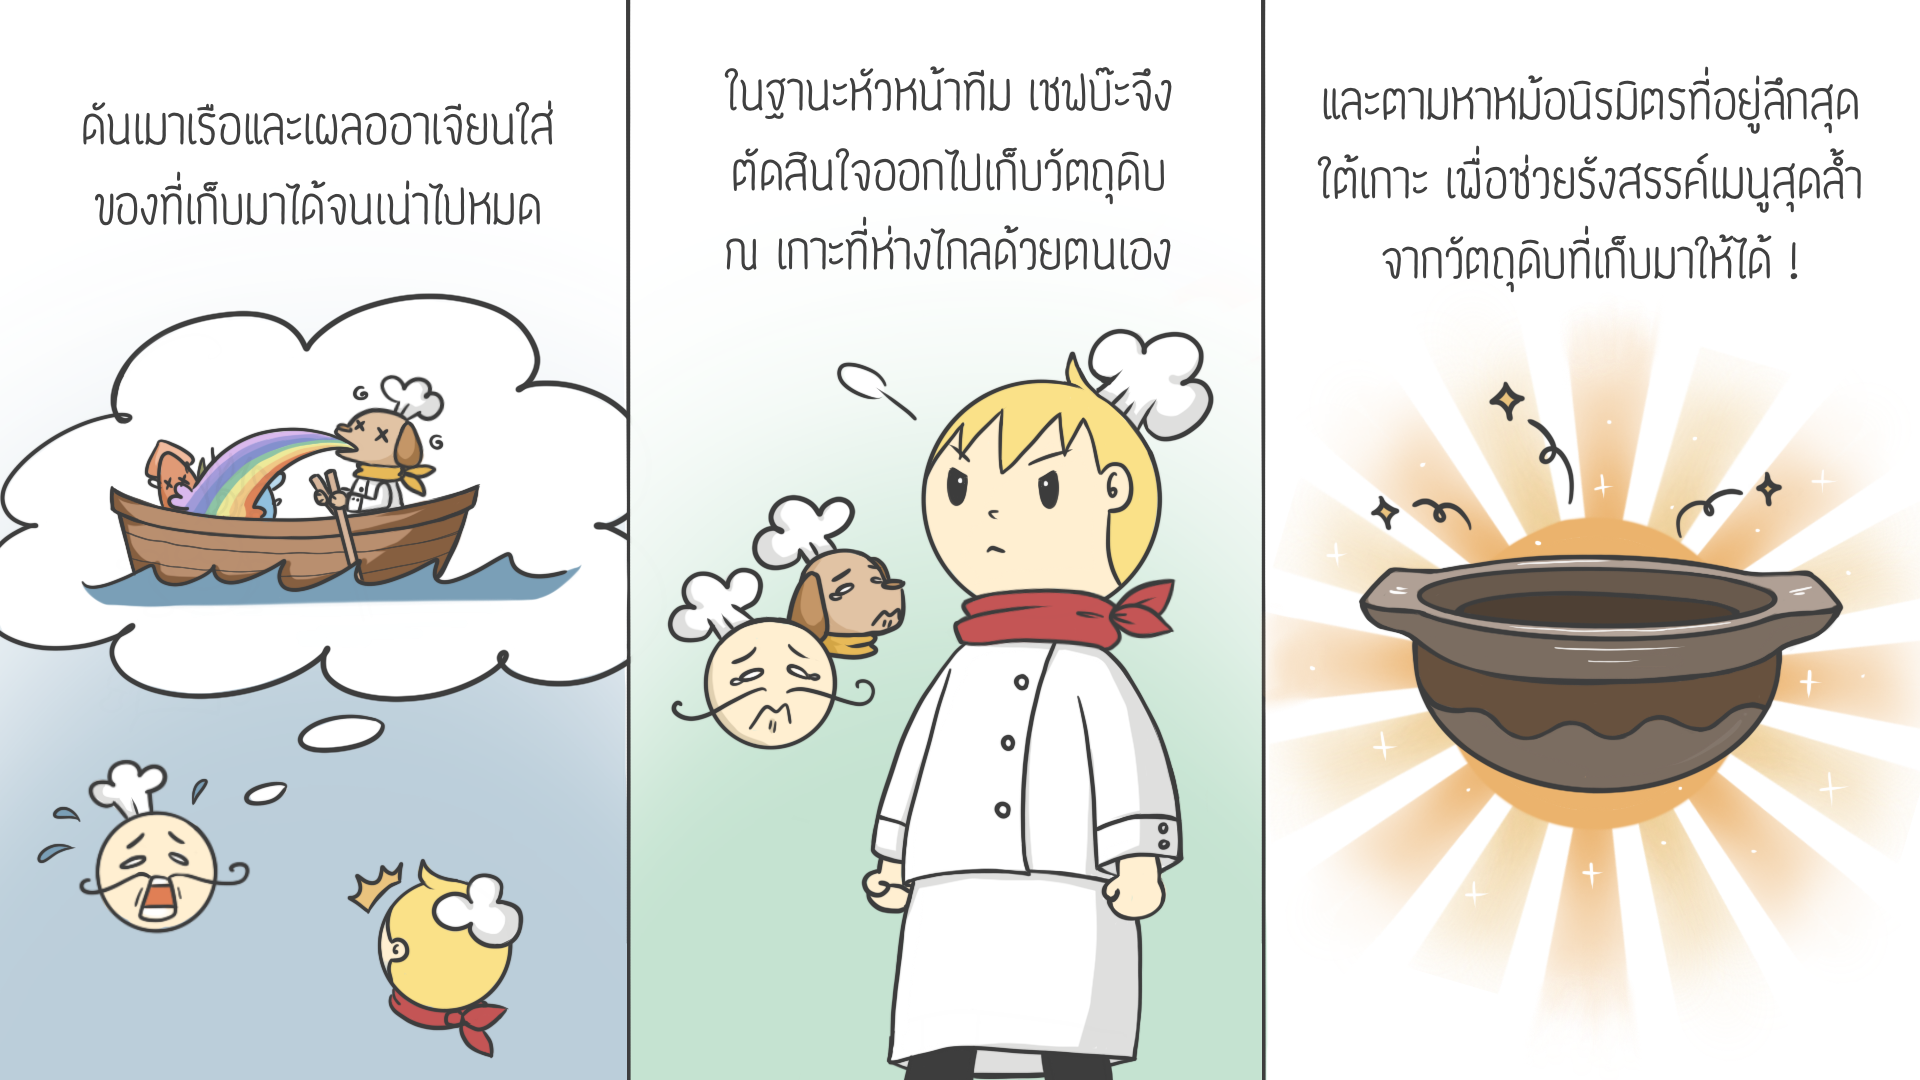 ดันเมาเรือและเผลออาเจียนใส่
ของที่เก็บมาได้จนเน่าไปหมด
ในฐานะหัวหน้าทีม เชฟบ๊ะจึง
ตัดสินใจออกไปเก็บวัตถุดิบ
ณ เกาะที่ห่างไกลด้วยตนเอง
และตามหาหม้อนิรมิตรที่อยู่ลึกสุด
ใต้เกาะ เพื่อช่วยรังสรรค์เมนูสุดล้ำ
จากวัตถุดิบที่เก็บมาให้ได้ !